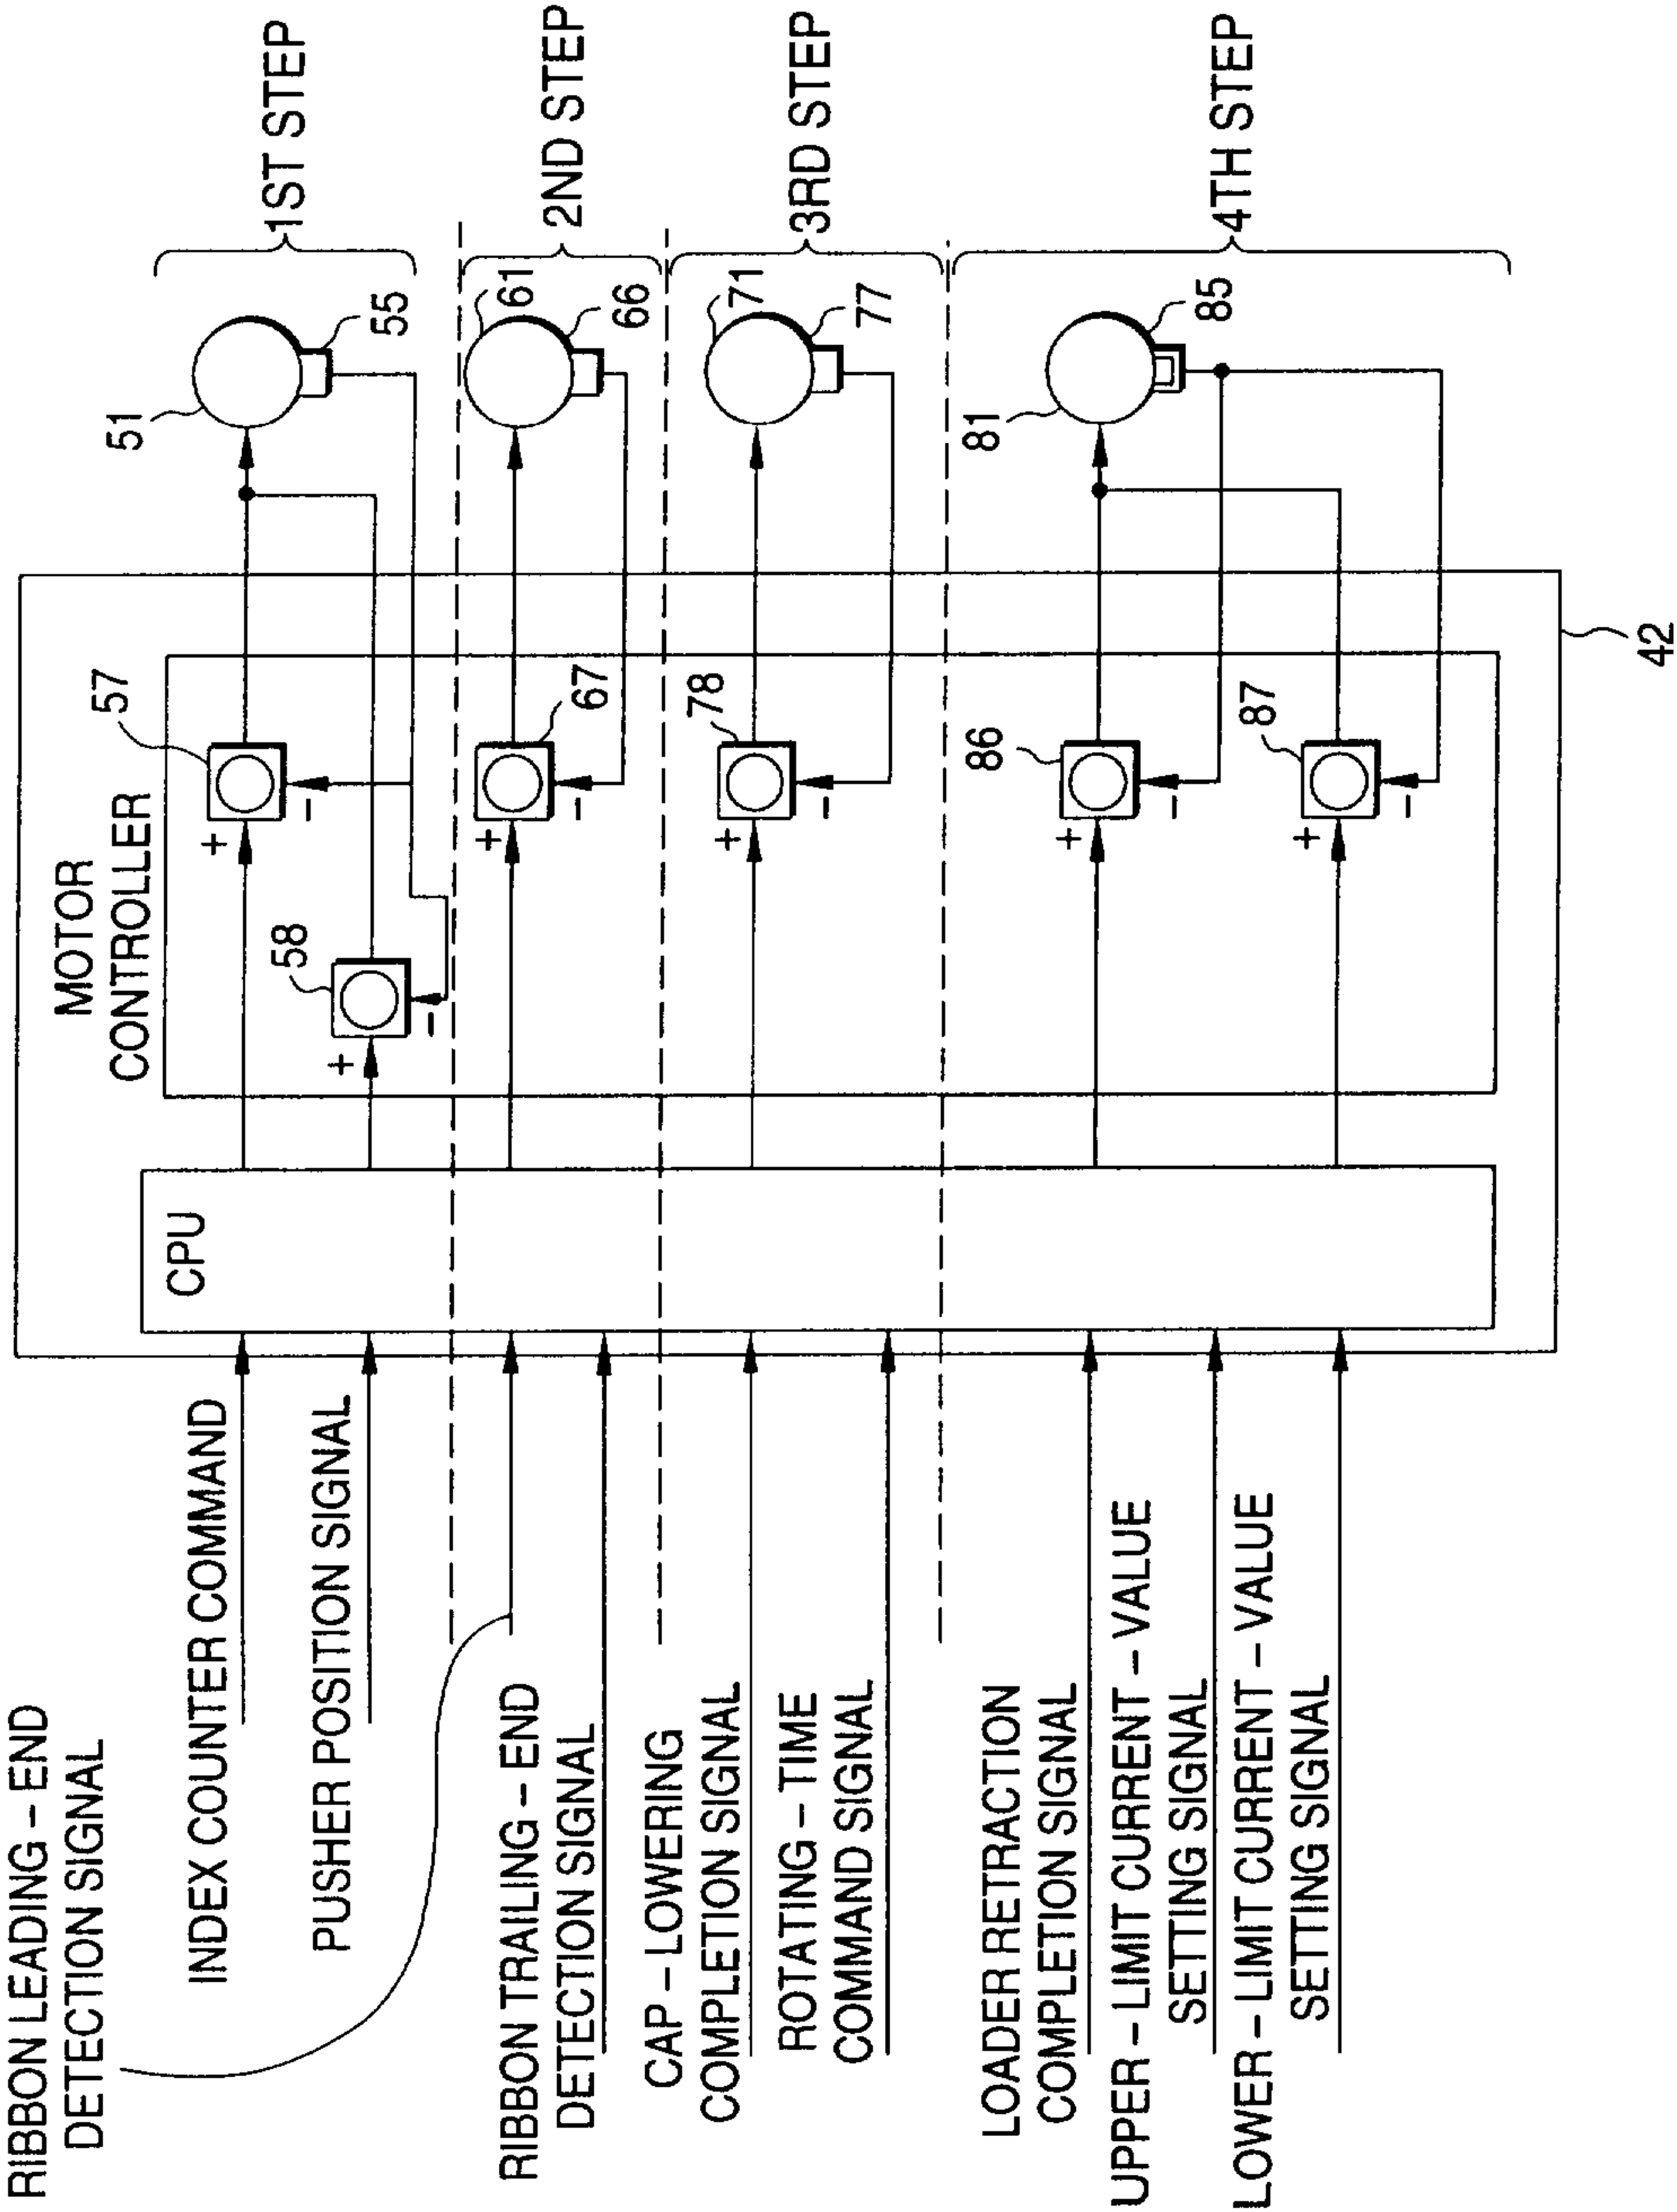 RIBBON LEADING – END
DETECTION SIGNAL
INDEX COUNTER COMMAND
PUSHER POSITION SIGNAL
RIBBON TRAILING – END
DETECTION SIGNAL
CAP – LOWERING
COMPLETION SIGNAL
ROTATING – TIME
COMMAND SIGNAL
LOADER RETRACTION
COMPLETION SIGNAL
UPPER – LIMIT CURRENT – VALUE
SETTING SIGNAL
LOWER – LIMIT CURRENT – VALUE
SETTING SIGNAL
CPU
MOTOR
CONTROLLER
57
+
-
58
+
-
67
+
-
78
+
-
86
+
-
87
+
-
42
51
55
61
66
71
77
81
85
1ST STEP
2ND STEP
3RD STEP
4TH STEP